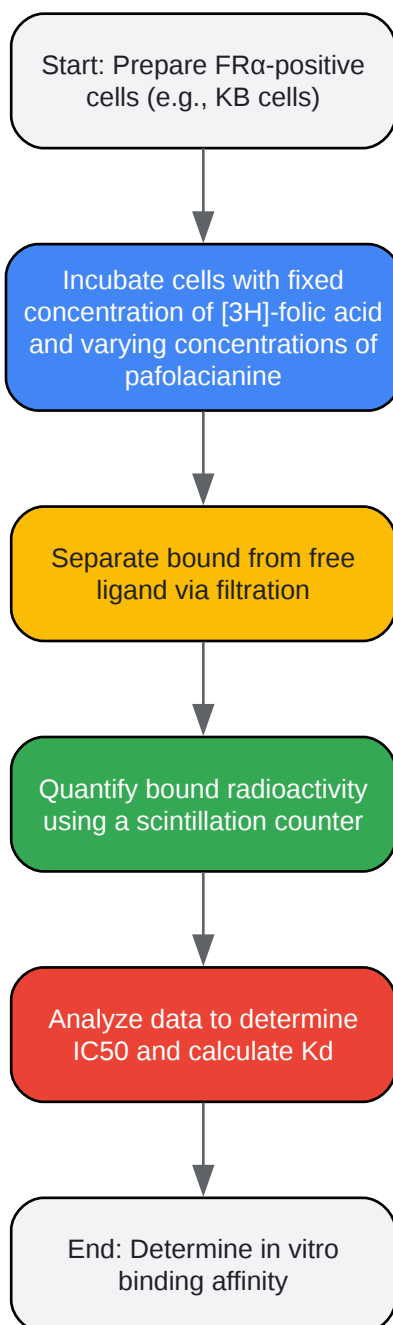 Start: Prepare FRα-positive
cells (e.g., KB cells)
Incubate cells with fixed
concentration of [3H]-folic acid
and varying concentrations of
pafolacianine
Separate bound from free
ligand via filtration
Quantify bound radioactivity
using a scintillation counter
Analyze data to determine
IC50 and calculate Kd
End: Determine in vitro
binding affinity